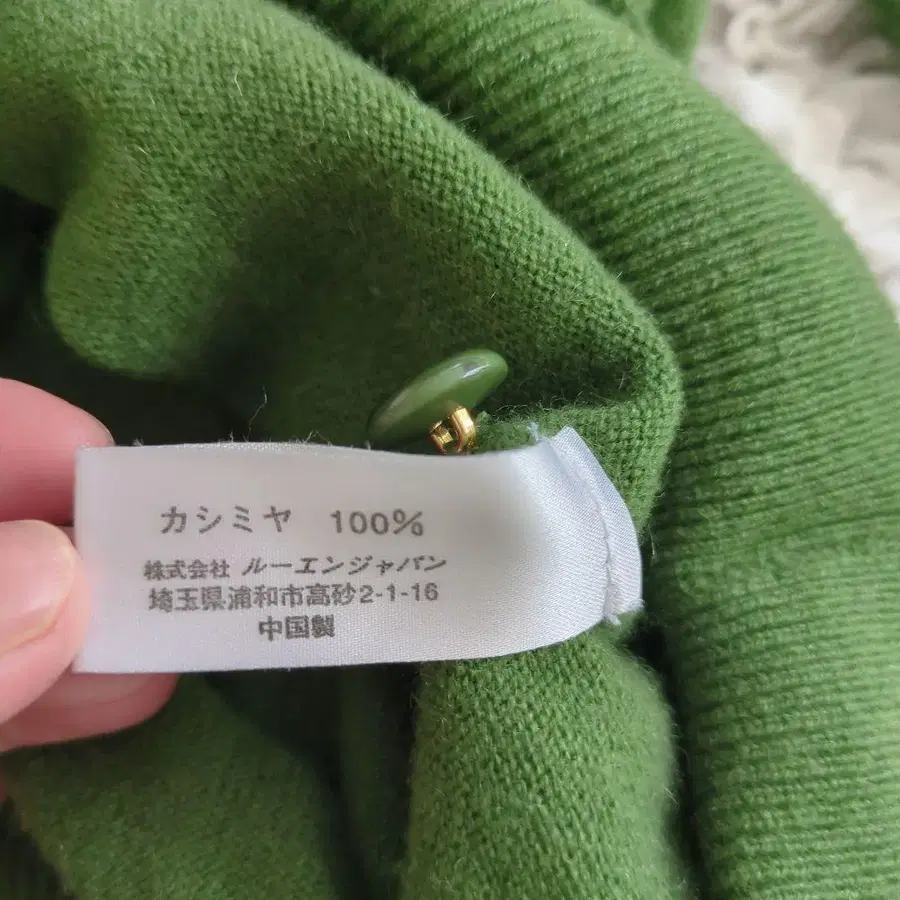 カシミヤ 100%
株式会社 ルーエンジャパン
埼玉県浦和市高砂2-1-16
中国製